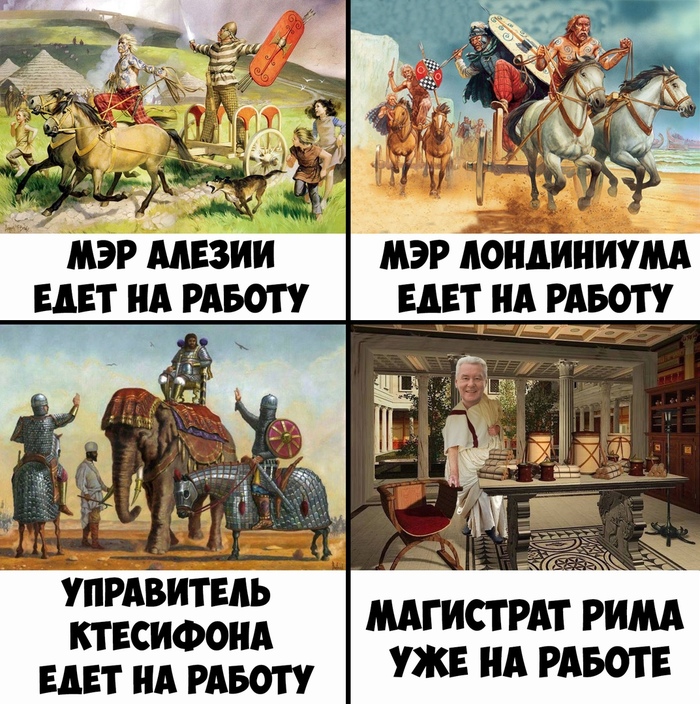 МЭР АЛЕЗИИ
ЕДЕТ НА РАБОТУ
МЭР ЛОНДИНИУМА
ЕДЕТ НА РАБОТУ
УПРАВИТЕЛЬ
КТЕСИФОНА
ЕДЕТ НА РАБОТУ
МАГИСТРАТ РИМА
УЖЕ НА РАБОТЕ